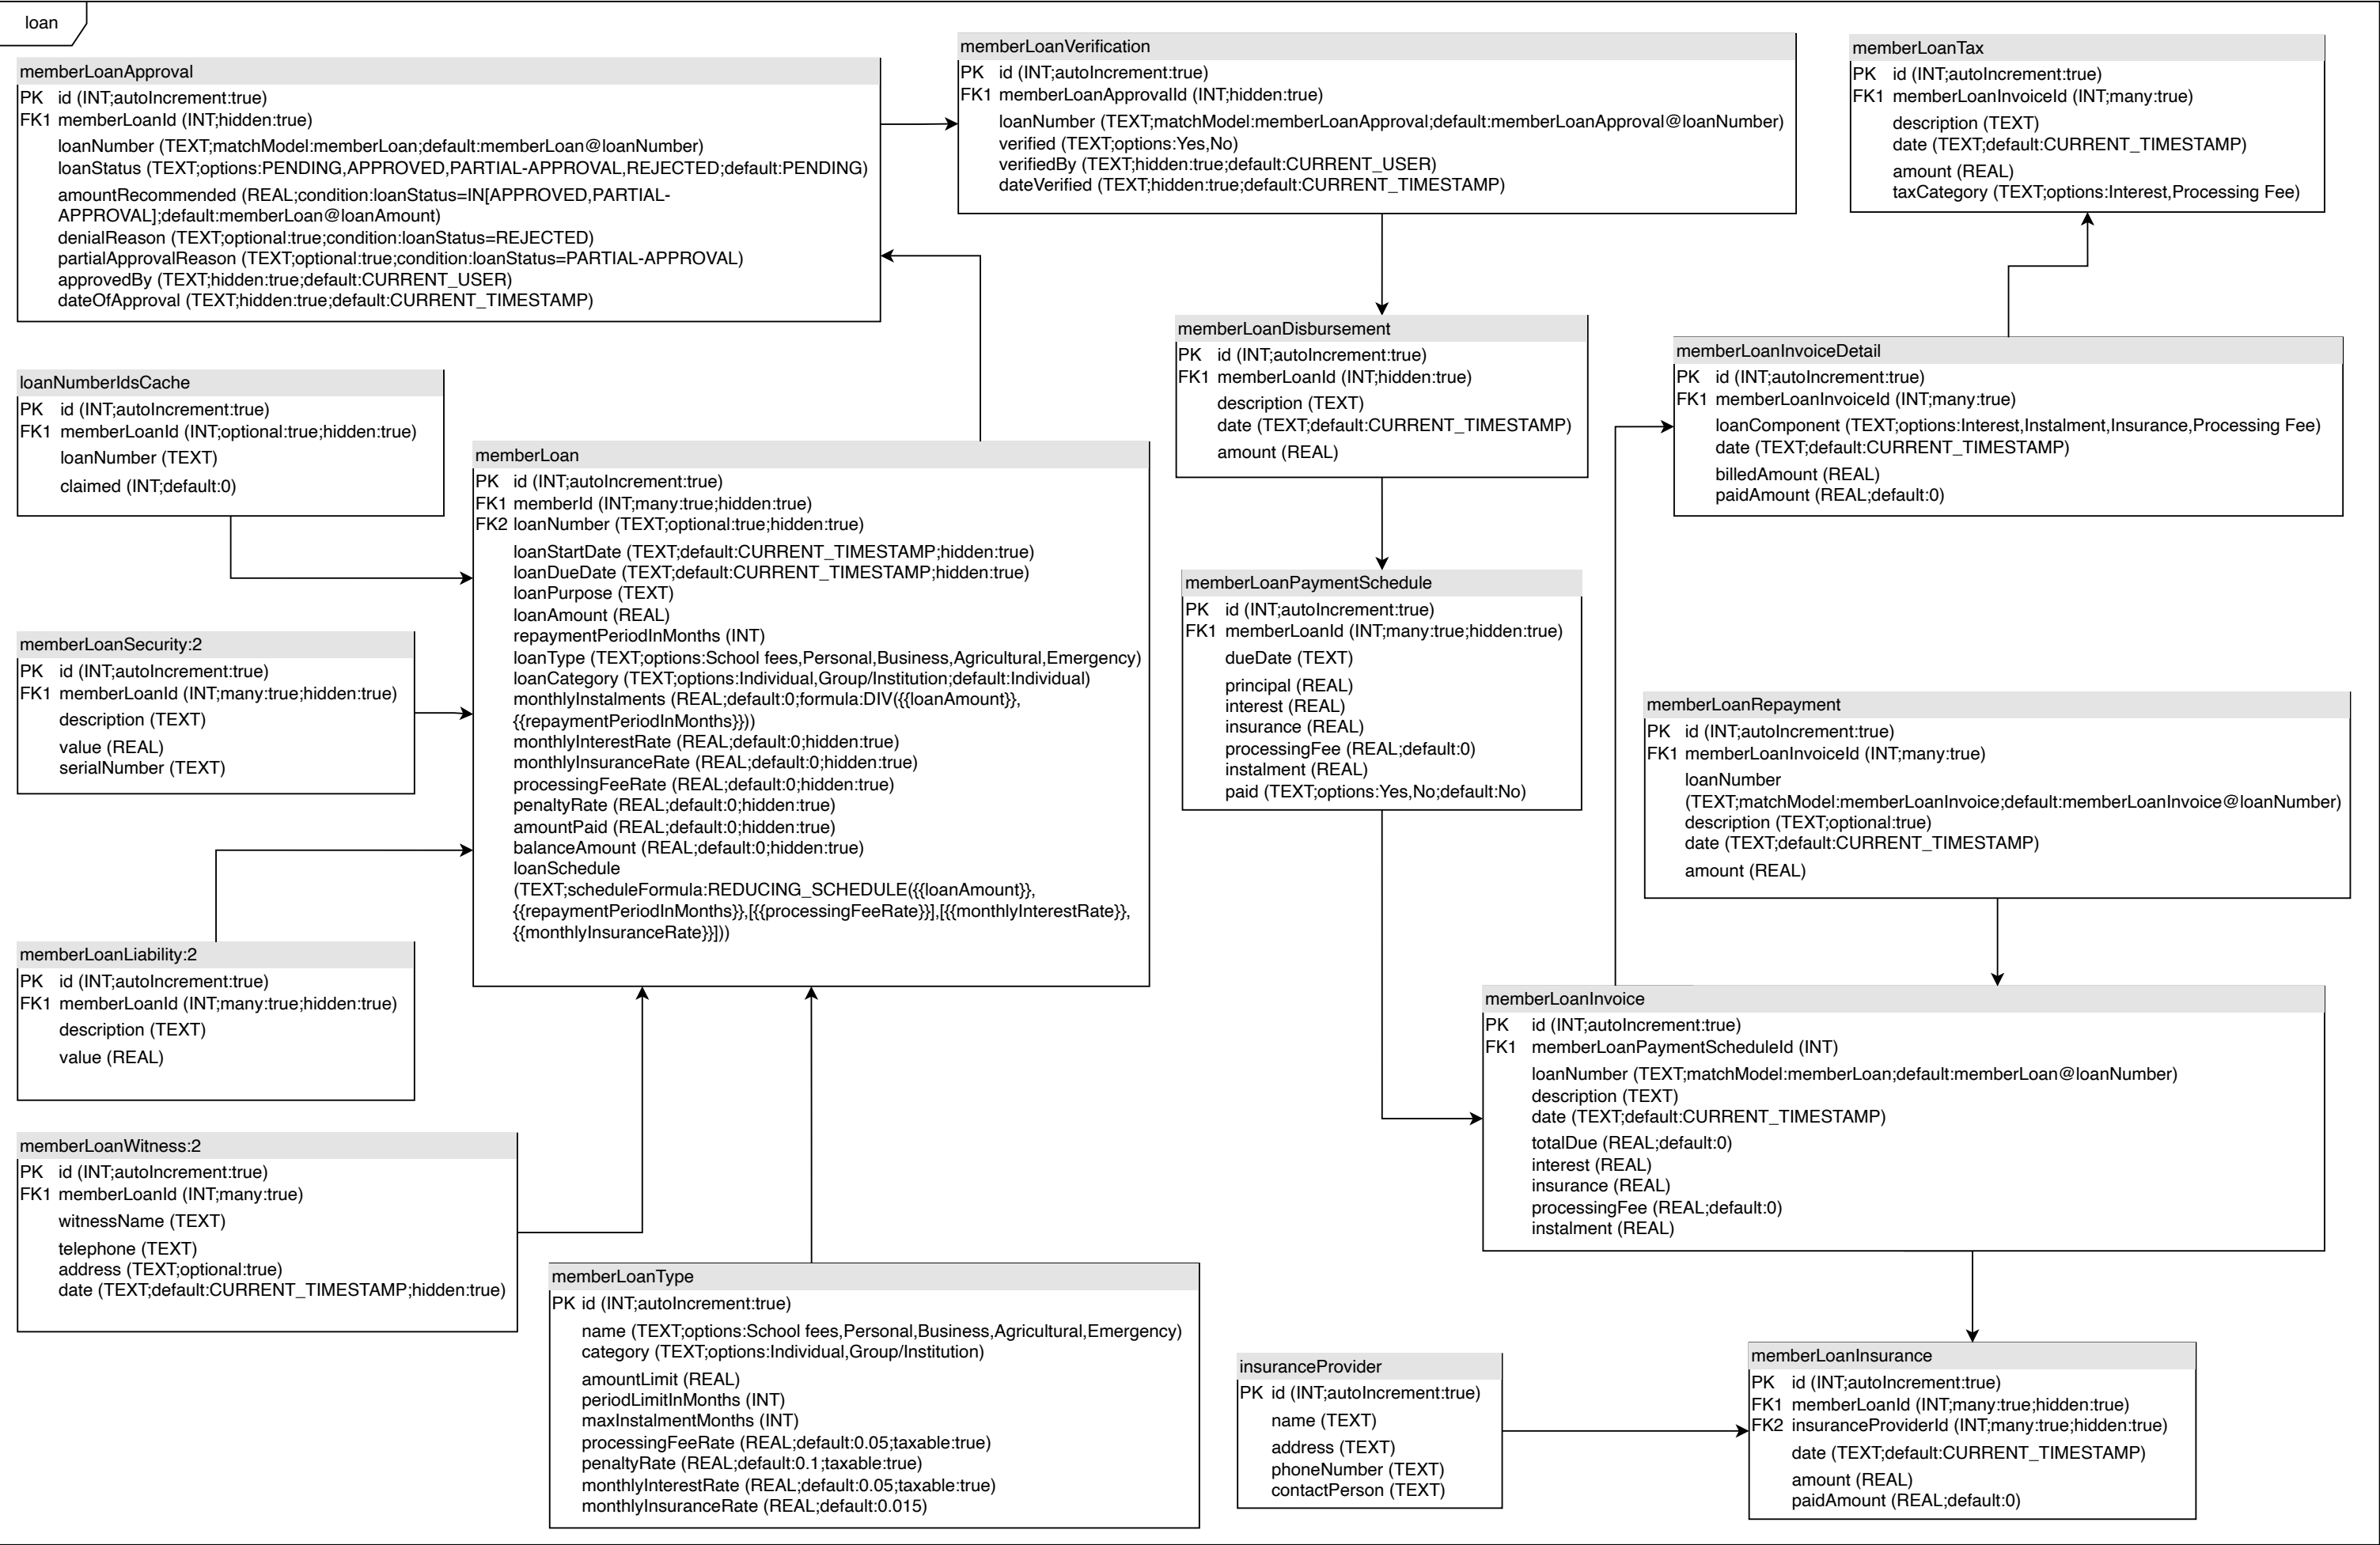 loan
memberLoanApproval
PK id (INT;autoIncrement:true)
FK1 memberLoanId (INT;hidden:true)
loanNumber (TEXT;matchModel:memberLoan;default:memberLoan@loanNumber)
loanStatus (TEXT;options:PENDING,APPROVED,PARTIAL-APPROVAL,REJECTED;default:PENDING)
amountRecommended (REAL;condition:loanStatus=IN[APPROVED,PARTIAL-
APPROVAL];default:memberLoan@loanAmount)
denialReason (TEXT;optional:true;condition:loanStatus=REJECTED)
partialApprovalReason (TEXT;optional:true;condition:loanStatus=PARTIAL-APPROVAL)
approvedBy (TEXT;hidden:true;default:CURRENT_USER)
dateOfApproval (TEXT;hidden:true;default:CURRENT_TIMESTAMP)
memberLoanVerification
PK id (INT;autoIncrement:true)
FK1 memberLoanApprovalId (INT;hidden:true)
loanNumber (TEXT;matchModel:memberLoanApproval;default:memberLoanApproval@loanNumber)
verified (TEXT;options:Yes,No)
verifiedBy (TEXT;hidden:true;default:CURRENT_USER)
dateVerified (TEXT;hidden:true;default:CURRENT_TIMESTAMP)
memberLoanTax
PK id (INT;autoIncrement:true)
FK1 memberLoanInvoiceId (INT;many:true)
description (TEXT)
date (TEXT;default:CURRENT_TIMESTAMP)
amount (REAL)
taxCategory (TEXT;options:Interest,Processing Fee)
memberLoanDisbursement
PK id (INT;autoIncrement:true)
FK1 memberLoanId (INT;hidden:true)
description (TEXT)
date (TEXT;default:CURRENT_TIMESTAMP)
amount (REAL)
memberLoanInvoiceDetail
PK id (INT;autoIncrement:true)
FK1 memberLoanInvoiceId (INT;many:true)
loanComponent (TEXT;options:Interest,Instalment,Insurance,Processing Fee)
date (TEXT;default:CURRENT_TIMESTAMP)
billedAmount (REAL)
paidAmount (REAL;default:0)
loanNumberIdsCache
PK id (INT;autoIncrement:true)
FK1 memberLoanId (INT;optional:true;hidden:true)
loanNumber (TEXT)
claimed (INT;default:0)
memberLoan
PK id (INT;autoIncrement:true)
FK1 memberId (INT;many:true;hidden:true)
FK2 loanNumber (TEXT;optional:true;hidden:true)
loanStartDate (TEXT;default:CURRENT_TIMESTAMP;hidden:true)
loanDueDate (TEXT;default:CURRENT_TIMESTAMP;hidden:true)
loanPurpose (TEXT)
loanAmount (REAL)
repaymentPeriodInMonths (INT)
loanType (TEXT;options:School fees,Personal,Business,Agricultural,Emergency)
loanCategory (TEXT;options:Individual,Group/Institution;default:Individual)
monthlyInstalments (REAL;default:0;formula:DIV({{loanAmount}},
{{repaymentPeriodInMonths}}))
monthlyInterestRate (REAL;default:0;hidden:true)
monthlyInsuranceRate (REAL;default:0;hidden:true)
processingFeeRate (REAL;default:0;hidden:true)
penaltyRate (REAL;default:0;hidden:true)
amountPaid (REAL;default:0;hidden:true)
balanceAmount (REAL;default:0;hidden:true)
loanSchedule
(TEXT;scheduleFormula:REDUCING_SCHEDULE({{loanAmount}},
{{repaymentPeriodInMonths}},[{{processingFeeRate}}],[{{monthlyInterestRate}},
{{monthlyInsuranceRate}}]))
memberLoanPaymentSchedule
PK id (INT;autoIncrement:true)
FK1 memberLoanId (INT;many:true;hidden:true)
dueDate (TEXT)
principal (REAL)
interest (REAL)
insurance (REAL)
processingFee (REAL;default:0)
instalment (REAL)
paid (TEXT;options:Yes,No;default:No)
memberLoanSecurity:2
PK id (INT;autoIncrement:true)
FK1 memberLoanId (INT;many:true;hidden:true)
description (TEXT)
value (REAL)
serialNumber (TEXT)
memberLoanRepayment
PK id (INT;autoIncrement:true)
FK1 memberLoanInvoiceId (INT;many:true)
loanNumber
(TEXT;matchModel:memberLoanInvoice;default:memberLoanInvoice@loanNumber)
description (TEXT;optional:true)
date (TEXT;default:CURRENT_TIMESTAMP)
amount (REAL)
memberLoanLiability:2
PK id (INT;autoIncrement:true)
FK1 memberLoanId (INT;many:true;hidden:true)
description (TEXT)
value (REAL)
memberLoanInvoice
PK id (INT;autoIncrement:true)
FK1 memberLoanPaymentScheduleId (INT)
loanNumber (TEXT;matchModel:memberLoan;default:memberLoan@loanNumber)
description (TEXT)
date (TEXT;default:CURRENT_TIMESTAMP)
totalDue (REAL;default:0)
interest (REAL)
insurance (REAL)
processingFee (REAL;default:0)
instalment (REAL)
memberLoanWitness:2
PK id (INT;autoIncrement:true)
FK1 memberLoanId (INT;many:true)
witnessName (TEXT)
telephone (TEXT)
address (TEXT;optional:true)
date (TEXT;default:CURRENT_TIMESTAMP;hidden:true)
memberLoanType
PK id (INT;autoIncrement:true)
name (TEXT;options:School fees,Personal,Business,Agricultural,Emergency)
category (TEXT;options:Individual,Group/Institution)
amountLimit (REAL)
periodLimitInMonths (INT)
maxInstalmentMonths (INT)
processingFeeRate (REAL;default:0.05;taxable:true)
penaltyRate (REAL;default:0.1;taxable:true)
monthlyInterestRate (REAL;default:0.05;taxable:true)
monthlyInsuranceRate (REAL;default:0.015)
insuranceProvider
PK id (INT;autoIncrement:true)
name (TEXT)
address (TEXT)
phoneNumber (TEXT)
contactPerson (TEXT)
memberLoanInsurance
PK id (INT;autoIncrement:true)
FK1 memberLoanId (INT;many:true;hidden:true)
FK2 insuranceProviderId (INT;many:true;hidden:true)
date (TEXT;default:CURRENT_TIMESTAMP)
amount (REAL)
paidAmount (REAL;default:0)